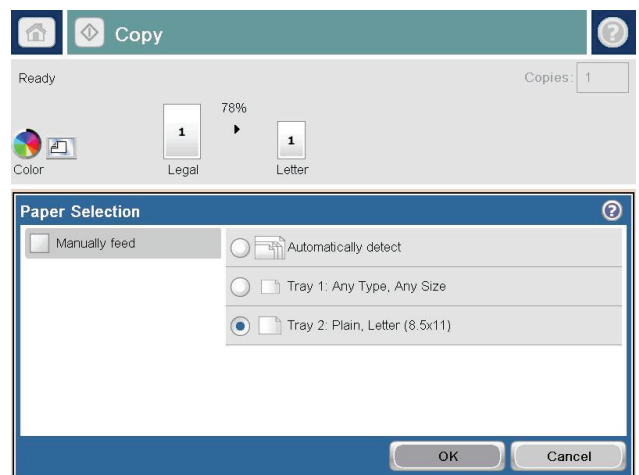 Copy
Ready
Copies: 1
78%
1
1
Color
Legal
Letter
Paper Selection
Manually feed
Automatically detect
Tray 1: Any Type, Any Size
Tray 2: Plain, Letter (8.5x11)
OK
Cancel